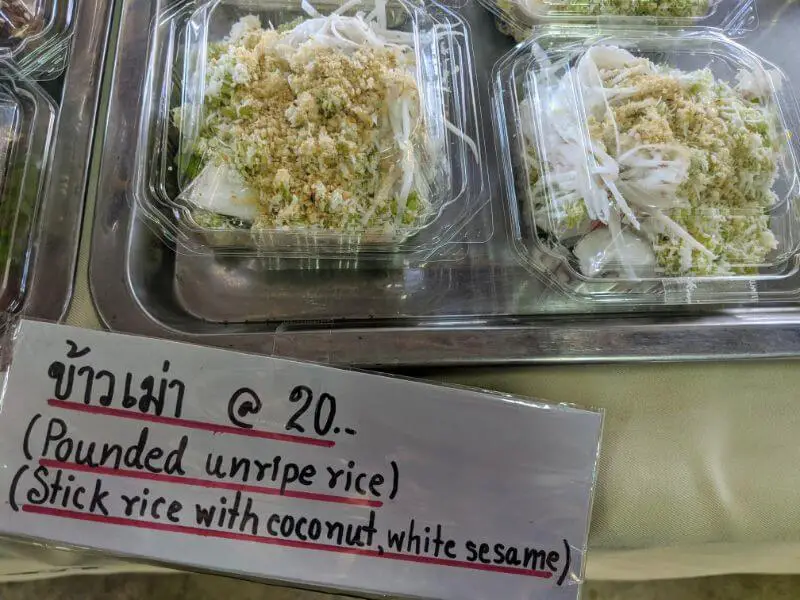 ข้าวเม่า @ 20.-
(Pounded unripe rice)
(Stick rice with coconut, white sesame)